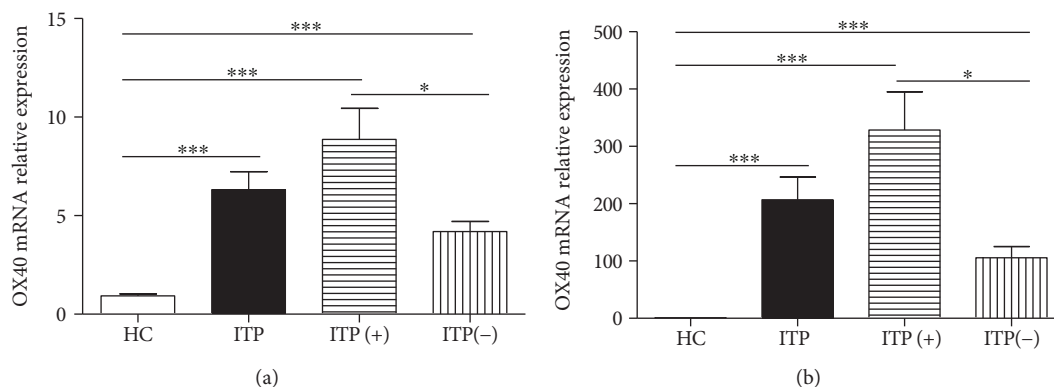 OX40 mRNA relative expression
15
10
5
0
***
***
*
***
HC
ITP
ITP (+)
ITP(−)
(a)
OX40 mRNA relative expression
500
400
300
200
100
0
***
***
*
***
HC
ITP
ITP (+)
ITP(−)
(b)